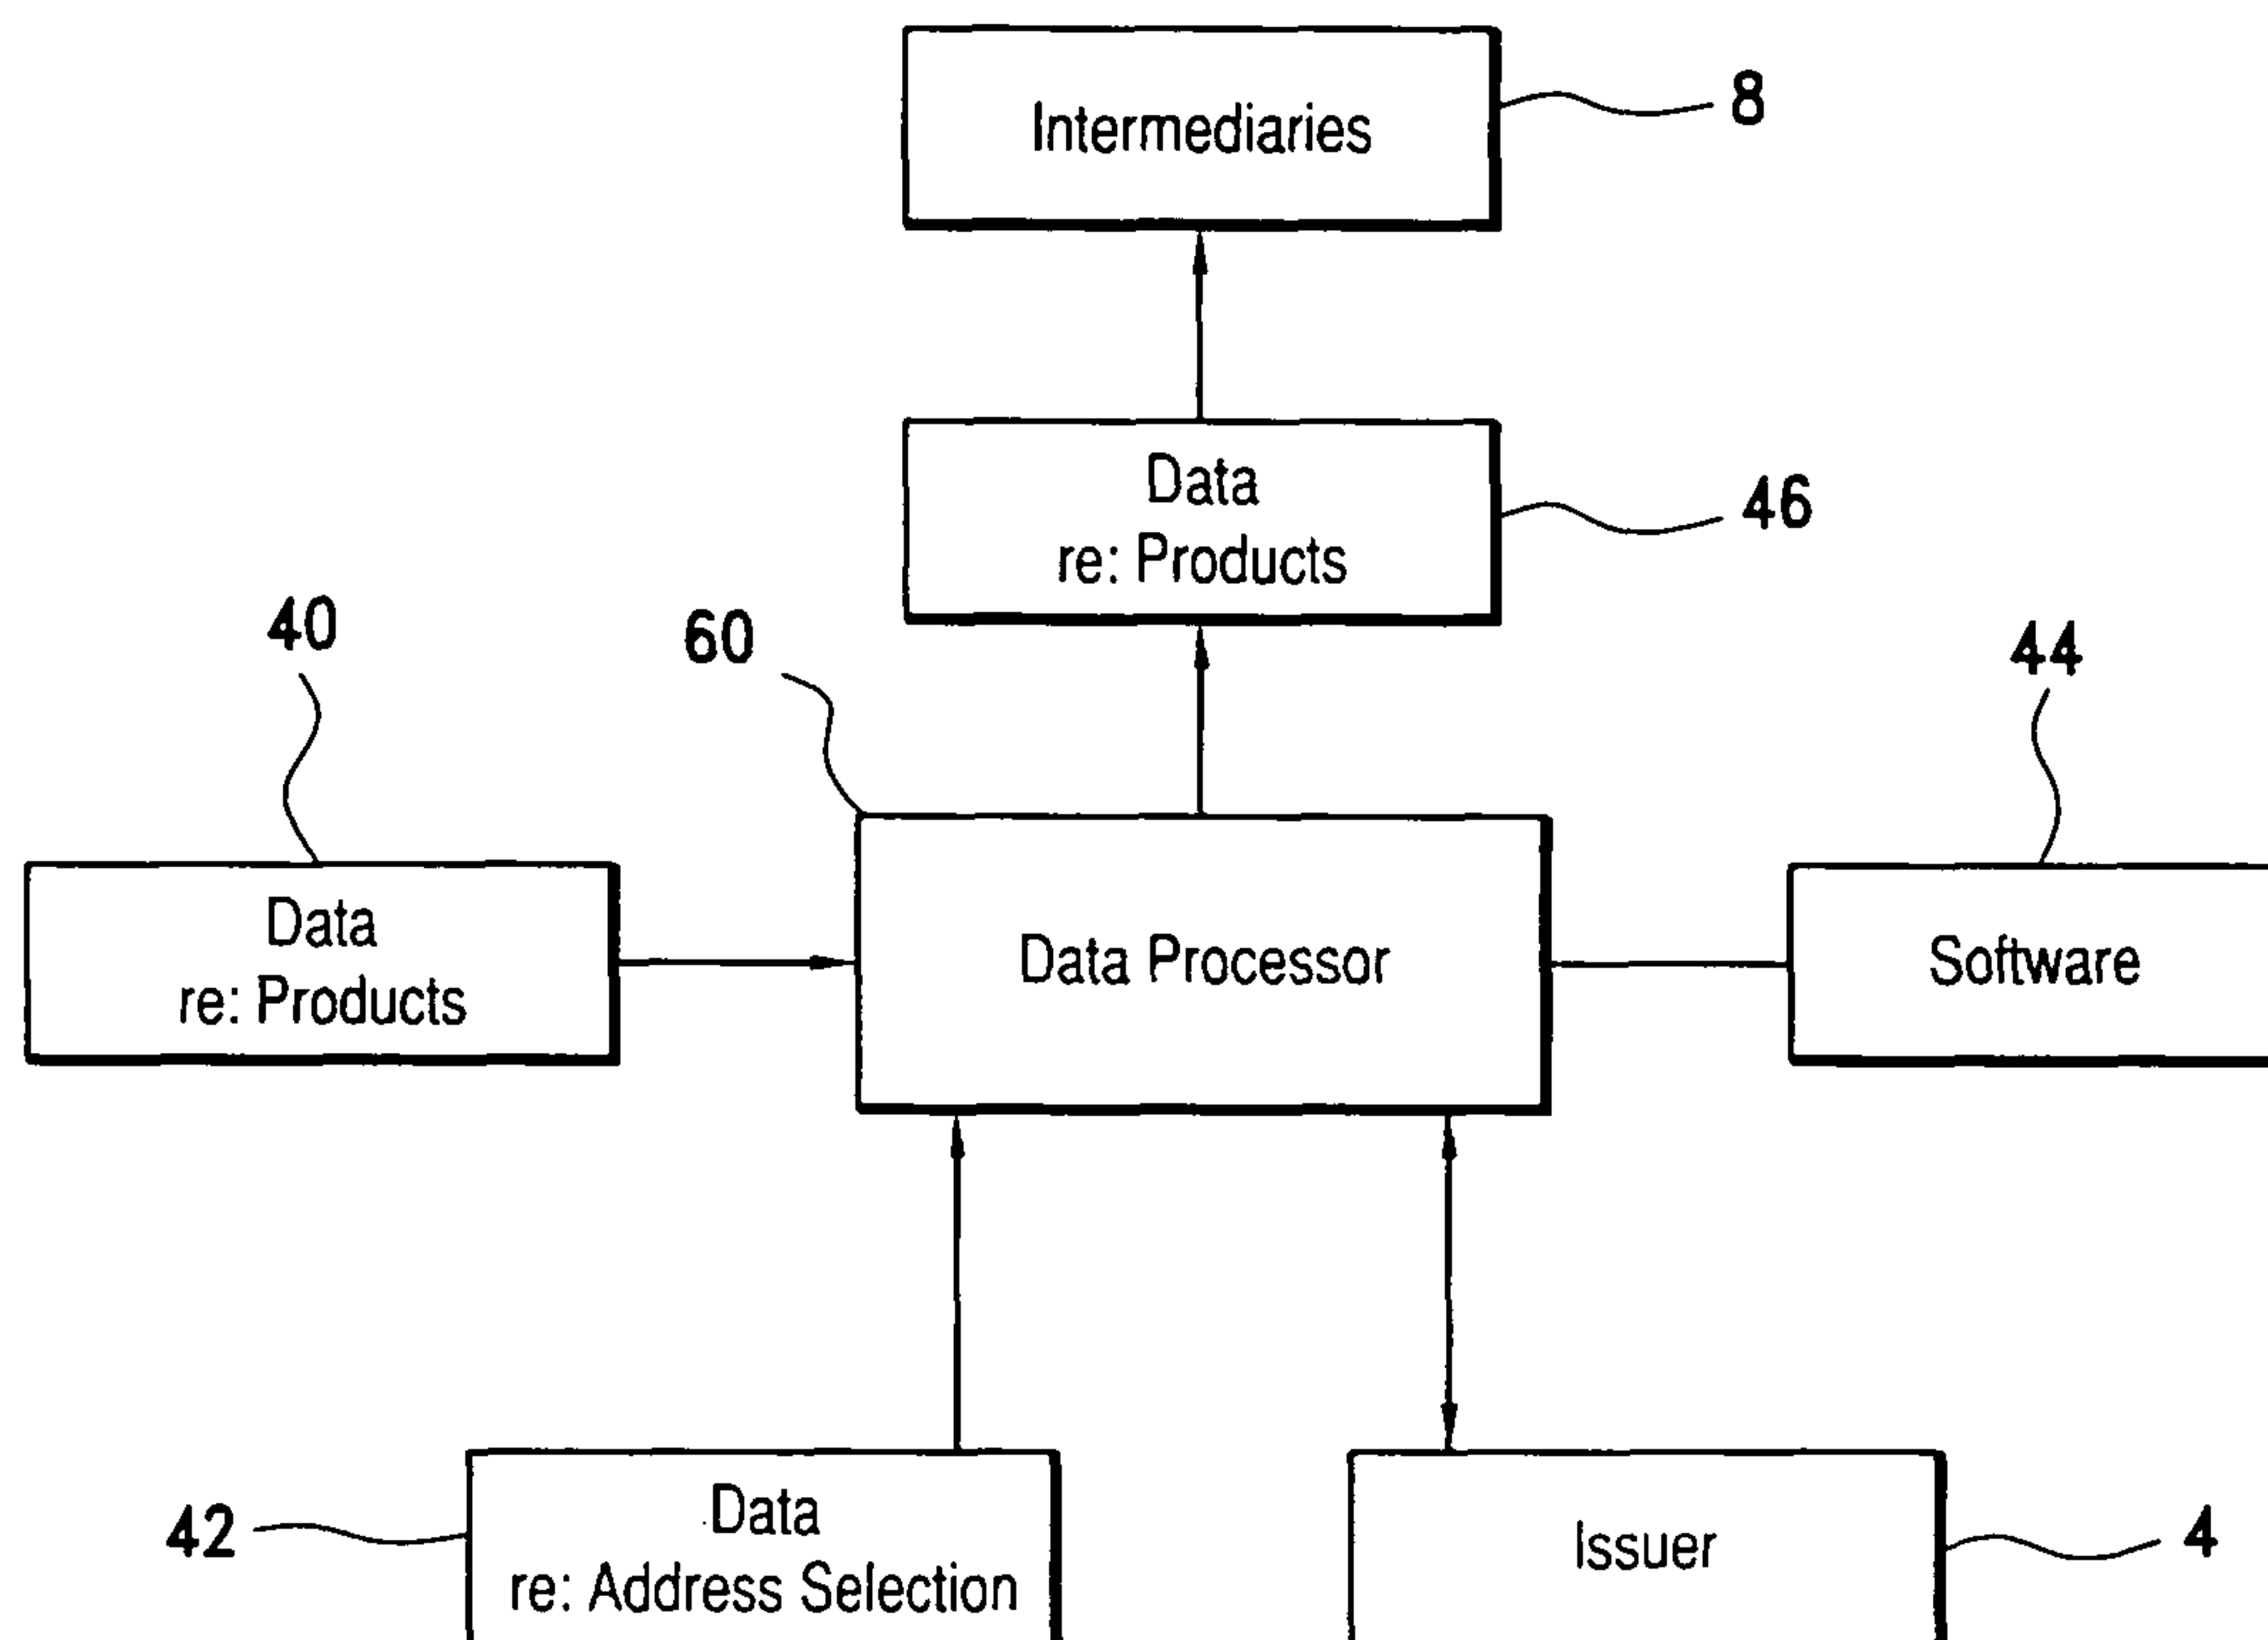 Intermediaries
8
Data
re: Products
46
40
60
44
Data
re: Products
Data Processor
Software
42
Data
re: Address Selection
Issuer
4